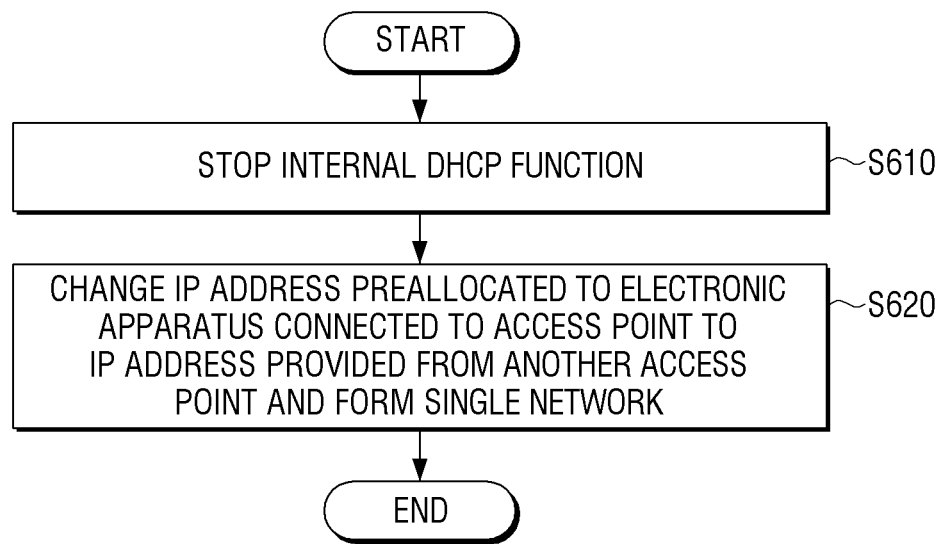 START
STOP INTERNAL DHCP FUNCTION
S610
CHANGE IP ADDRESS PREALLOCATED TO ELECTRONIC
APPARATUS CONNECTED TO ACCESS POINT TO
IP ADDRESS PROVIDED FROM ANOTHER ACCESS
POINT AND FORM SINGLE NETWORK
S620
END